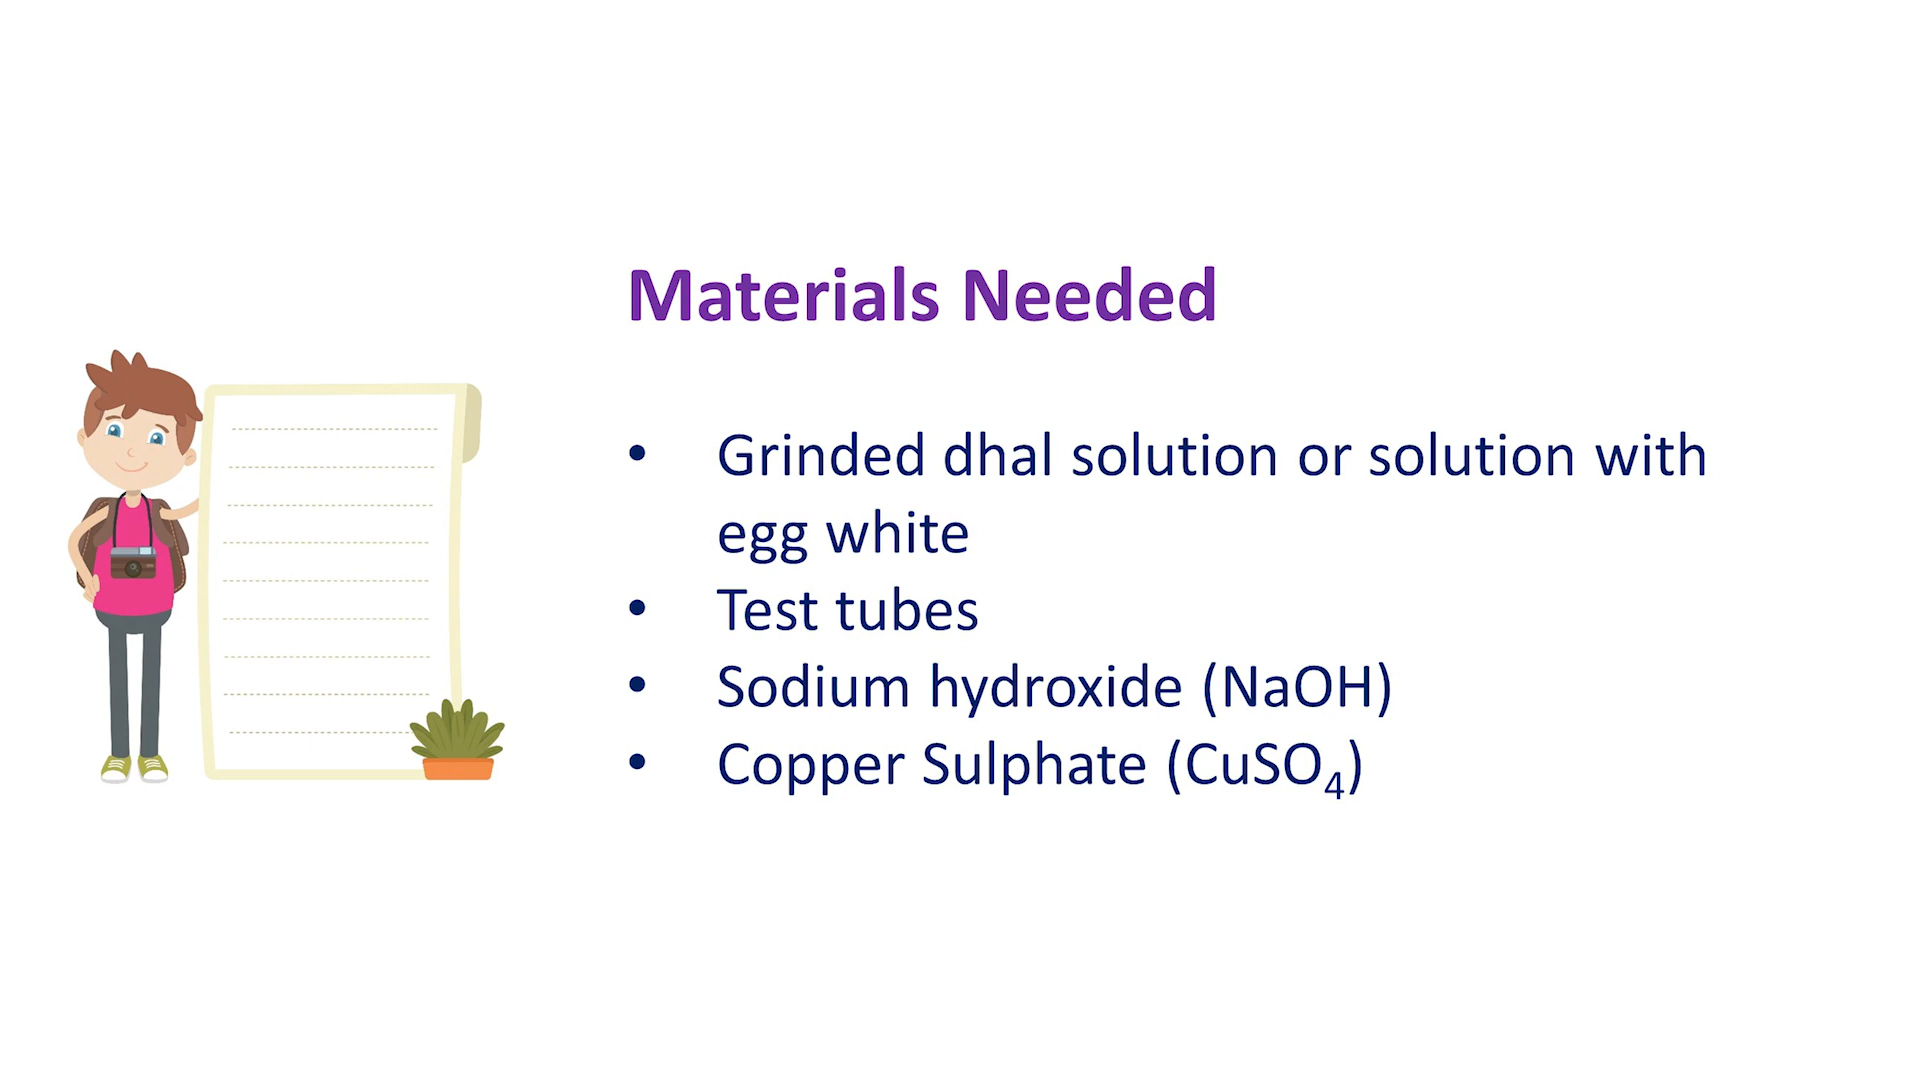 Materials Needed
• Grinded dhal solution or solution with
egg white
• Test tubes
• Sodium hydroxide (NaOH)
• Copper Sulphate (CuSO₄)